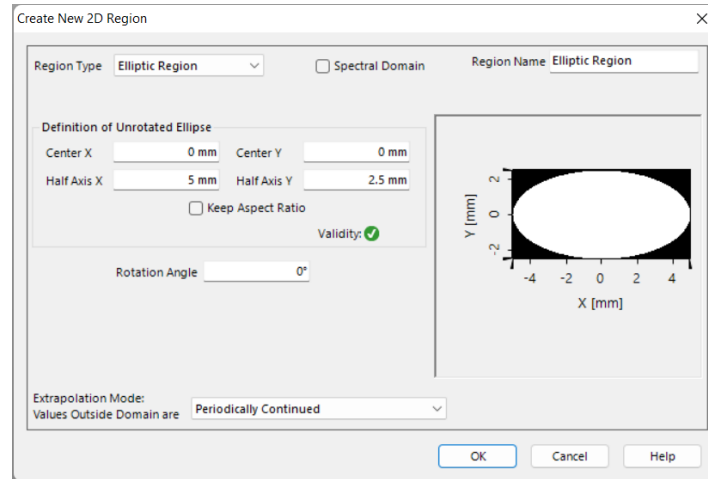 Create New 2D Region
Region Type Elliptic Region Spectral Domain Region Name Elliptic Region
Definition of Unrotated Ellipse
Center X 0 mm Center Y 0 mm
Half Axis X 5 mm Half Axis Y 2.5 mm
Keep Aspect Ratio
Validity:
Rotation Angle 0°
Y [mm]
2
0
-2
-4 -2 0 2 4
X [mm]
Extrapolation Mode:
Values Outside Domain are Periodically Continued
OK Cancel Help